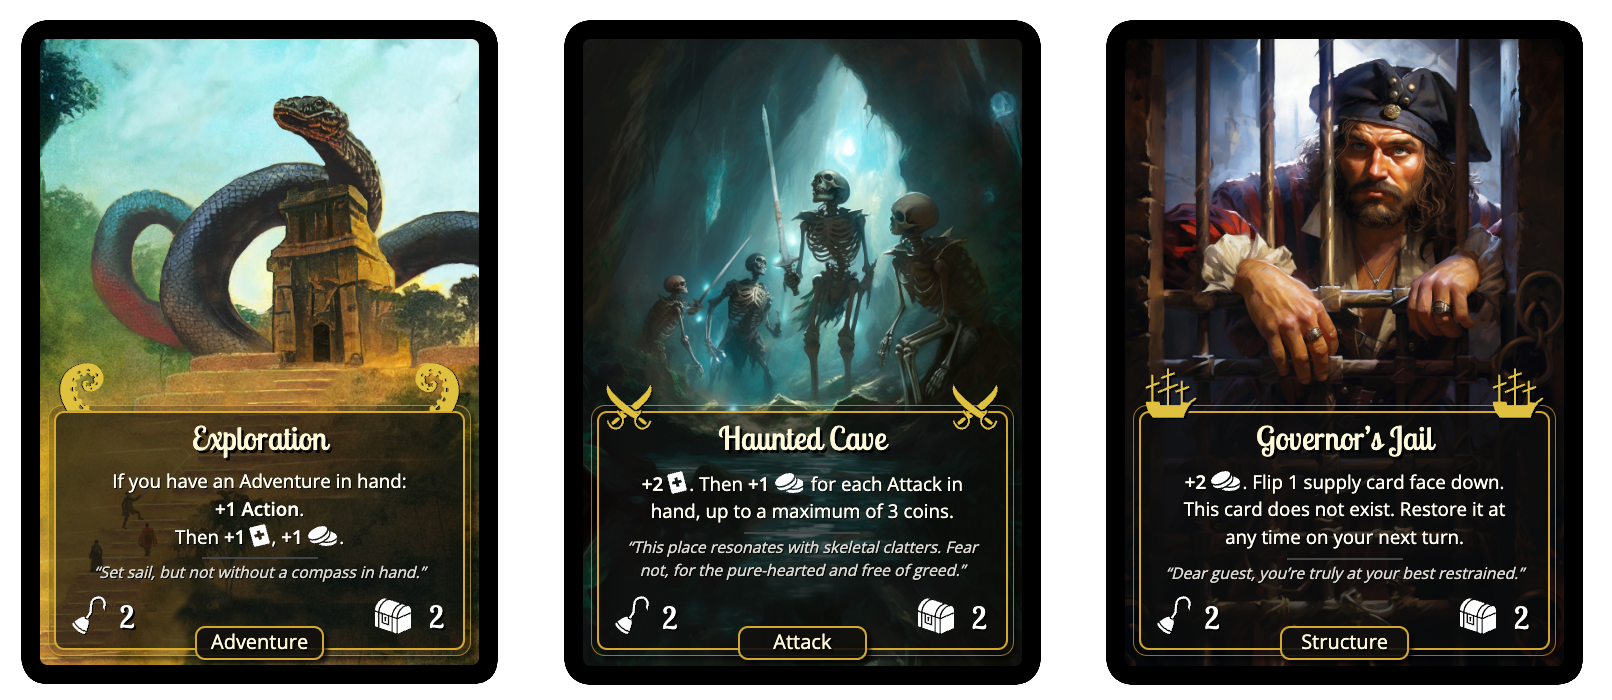 Exploration
If you have an Adventure in hand:
+1 Action.
Then +1 , +1 .
“Set sail, but not without a compass in hand.”
2
2
Adventure
Haunted Cave
+2 . Then +1 for each Attack in
hand, up to a maximum of 3 coins.
“This place resonates with skeletal clatters. Fear
not, for the pure-hearted and free of greed.”
2
2
Attack
Governor’s Jail
+2 . Flip 1 supply card face down.
This card does not exist. Restore it at
any time on your next turn.
“Dear guest, you’re truly at your best restrained.”
2
2
Structure